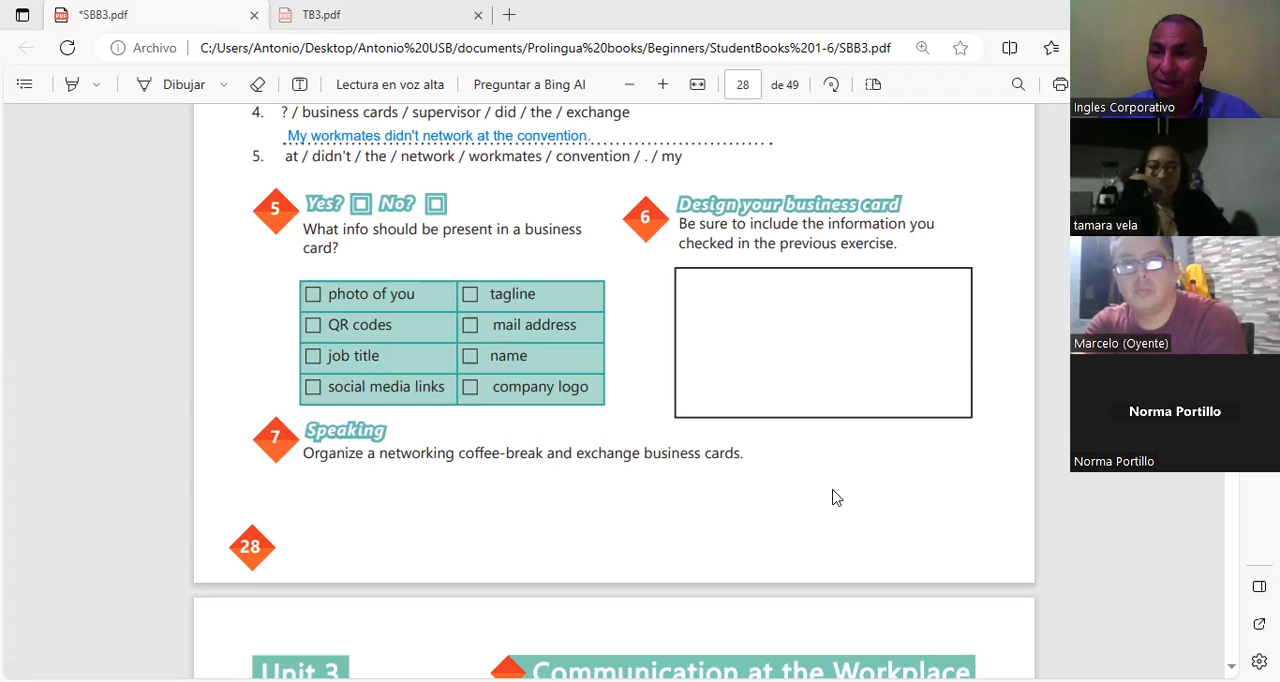 *SBB3.pdf
TB3.pdf
Archivo
C:/Users/Antonio/Desktop/Antonio%20USB/documents/Prolingua%20books/Beginners/StudentBooks%201-6/SBB3.pdf
Dibujar
Lectura en voz alta
Preguntar a Bing AI
28
de 49
4. ? / business cards / supervisor / did / the / exchange
My workmates didn't network at the convention.
5. at / didn't / the / network / workmates / convention / . / my
5
Yes? No?
What info should be present in a business
card?
photo of you
tagline
QR codes
mail address
job title
name
social media links
company logo
6
Design your business card
Be sure to include the information you
checked in the previous exercise.
7
Speaking
Organize a networking coffee-break and exchange business cards.
28
Unit 3
Communication at the Workplace
Ingles Corporativo
tamara vela
Marcelo (Oyente)
Norma Portillo
Norma Portillo